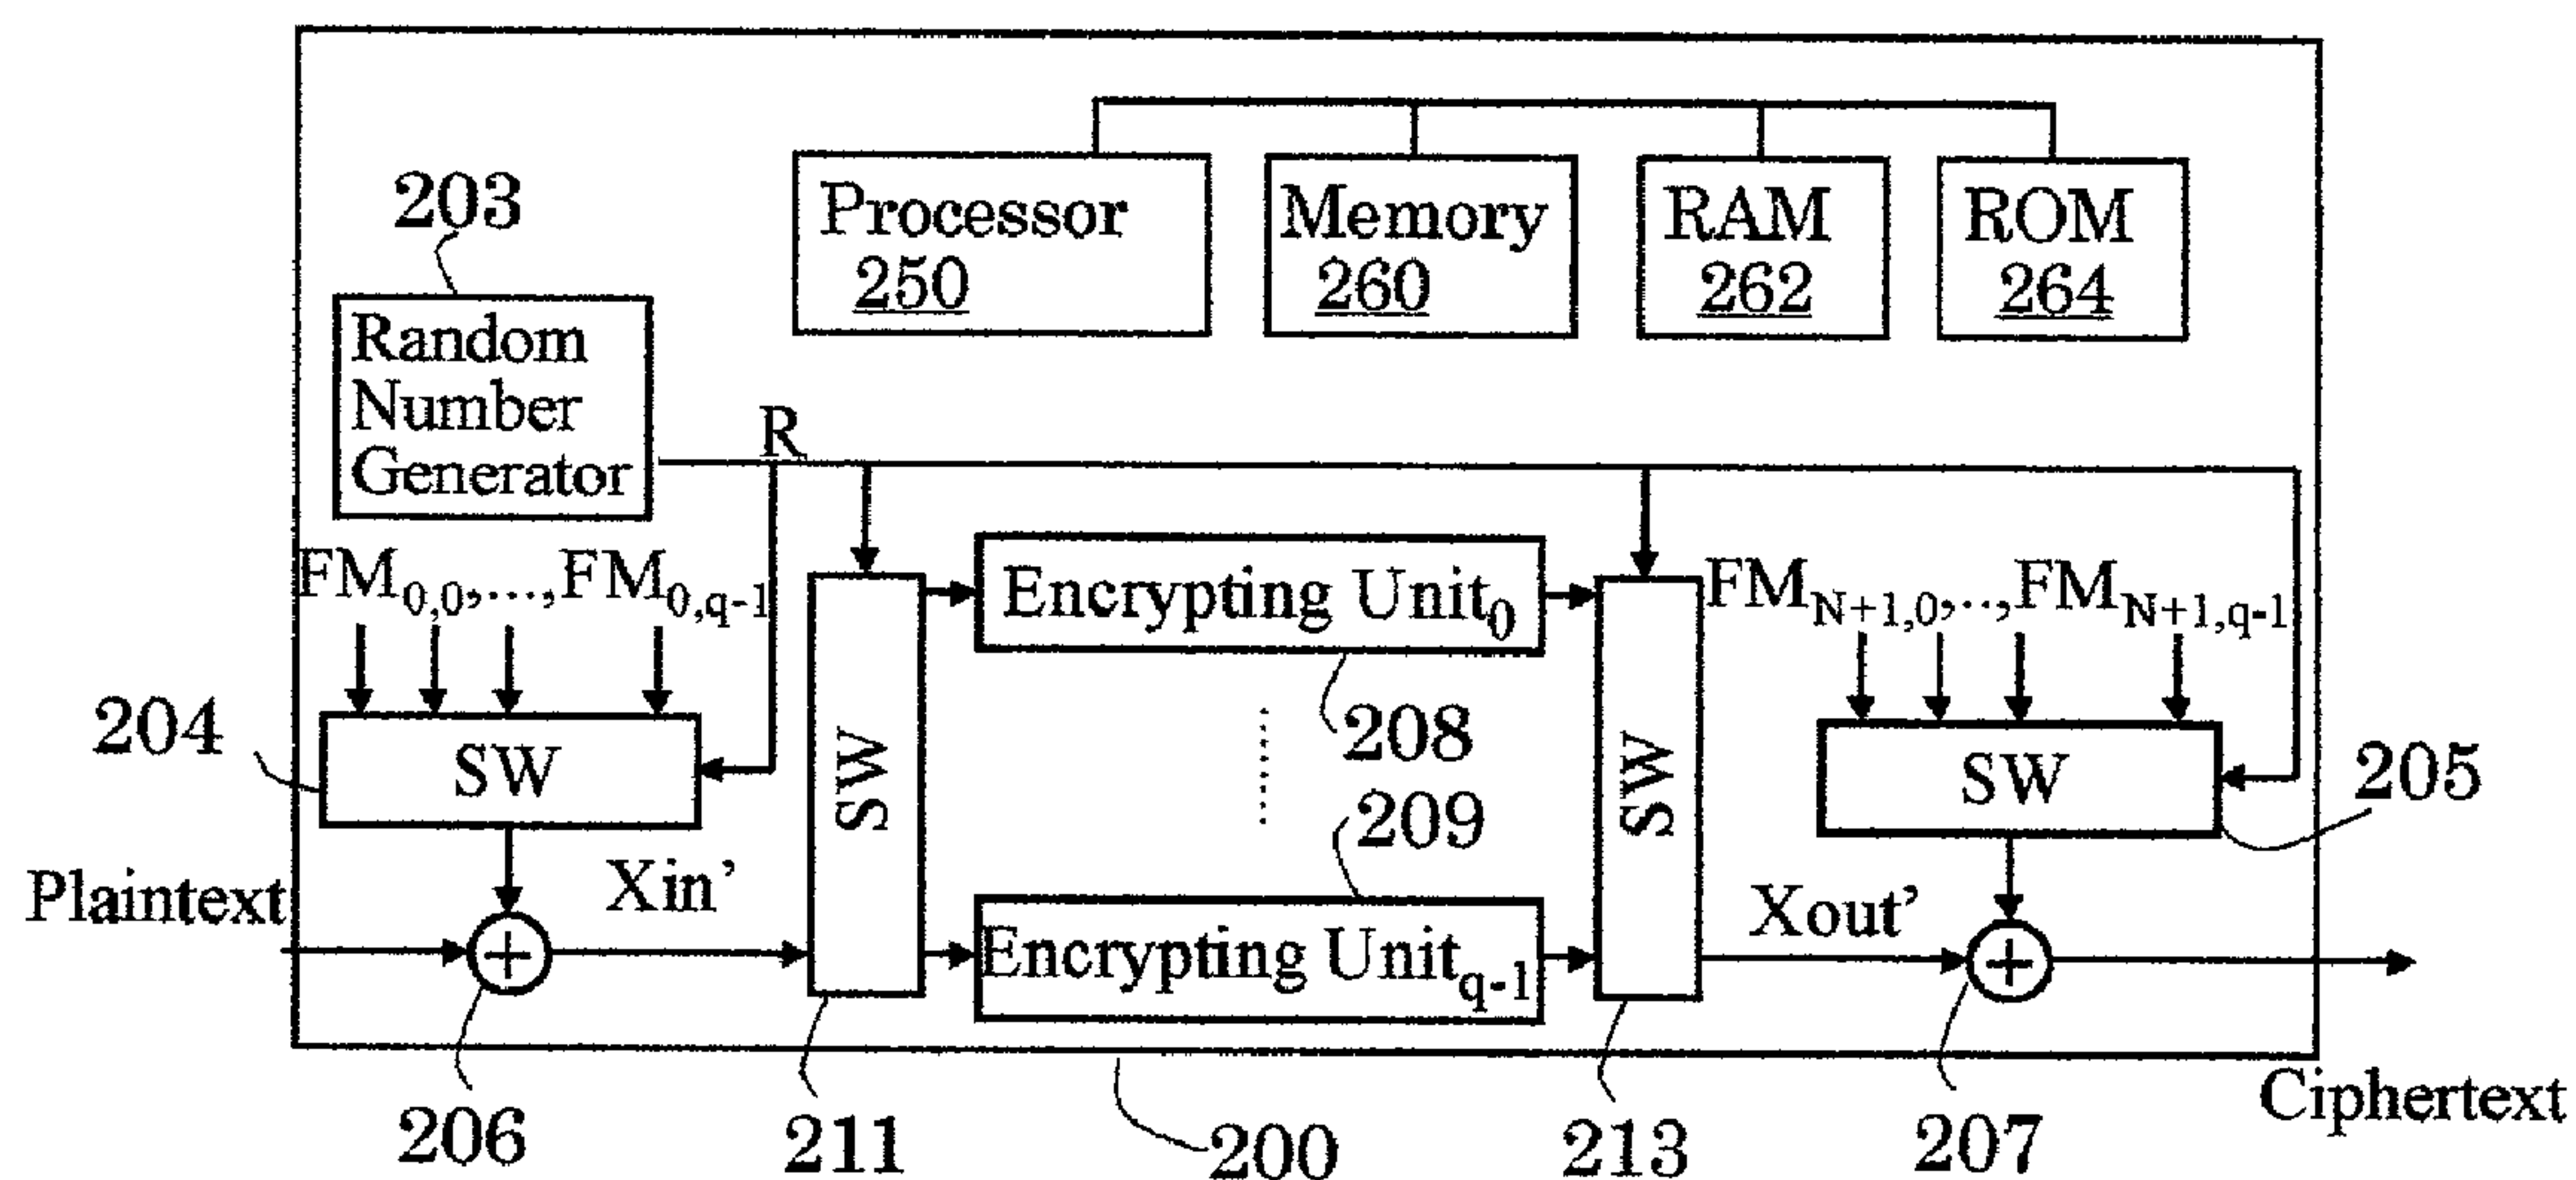 203
Processor
250
Memory
260
RAM
262
ROM
264
Random
Number
Generator
R
FM0,0,...,FM0,q-1
Encrypting Unit0
FMN+1,0,..,FMN+1,q-1
204
SW
SW
208
SW
SW
205
209
Plaintext
Xin’
Encrypting Unitq-1
Xout’
+
+
206
211
200
213
207
Ciphertext